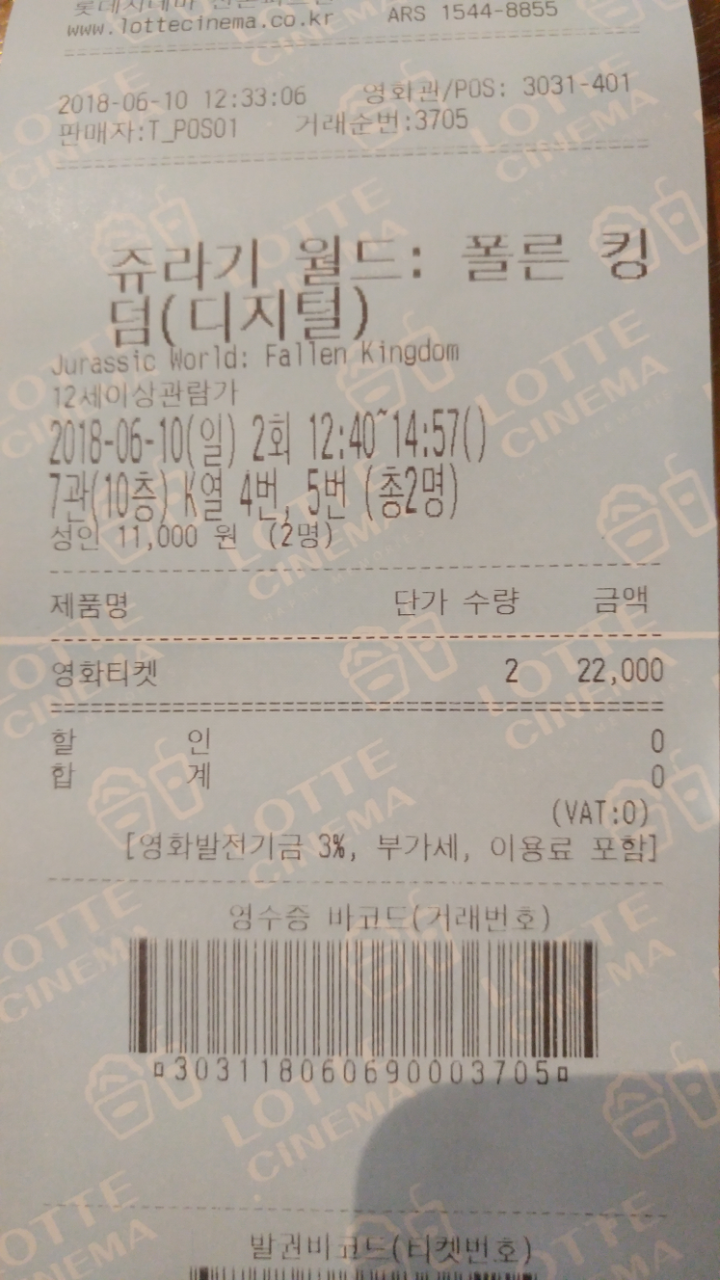 롯데시네마
www.lottecinema.co.kr ARS 1544-8855
2018-06-10 12:33:06 영화관/POS: 3031-401
판매자:T_POS01 거래순번:3705
쥬라기 월드: 폴른 킹
덤(디지털)
Jurassic World: Fallen Kingdom
12세이상관람가
2018-06-10(일) 2회 12:40~14:57()
7관(10층) K열 4번, 5번 (총2명)
성인 11,000 원 (2명)
제품명 단가 수량 금액
영화티켓 2 22,000
할 인 0
합 계 0
(VAT:0)
[영화발전기금 3%, 부가세, 이용료 포함]
영수증 바코드(거래번호)
¤303118060690003705¤
발권바코드(티켓번호)
LOTTE
CINEMA